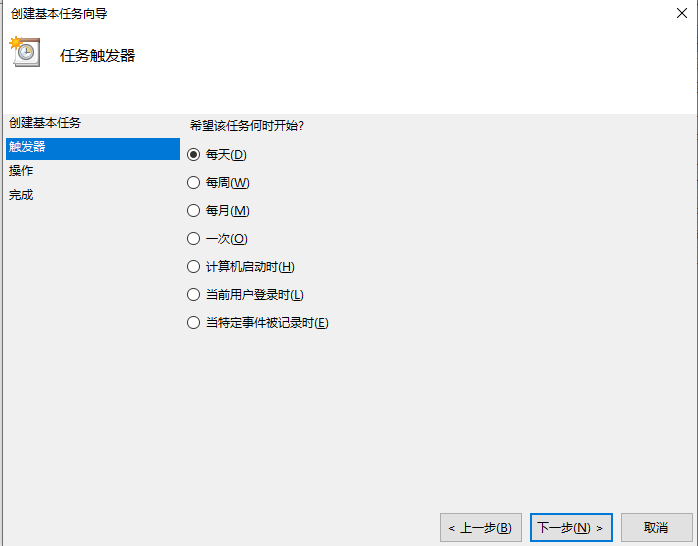 创建基本任务向导
任务触发器
创建基本任务
触发器
操作
完成
希望该任务何时开始?
每天(D)
每周(W)
每月(M)
一次(O)
计算机启动时(H)
当前用户登录时(L)
当特定事件被记录时(E)
< 上一步(B)
下一步(N) >
取消